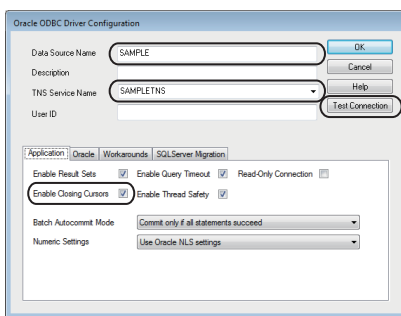 Oracle ODBC Driver Configuration
Data Source Name SAMPLE OK
Description Cancel
TNS Service Name SAMPLETNS Help
User ID Test Connection
Application Oracle Workarounds SQLServer Migration
Enable Result Sets Enable Query Timeout Read-Only Connection
Enable Closing Cursors Enable Thread Safety
Batch Autocommit Mode Commit only if all statements succeed
Numeric Settings Use Oracle NLS settings